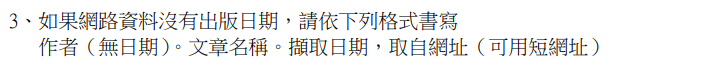 3、如果網路資料沒有出版日期，請依下列格式書寫
作者（無日期）。文章名稱。擷取日期，取自網址（可用短網址）